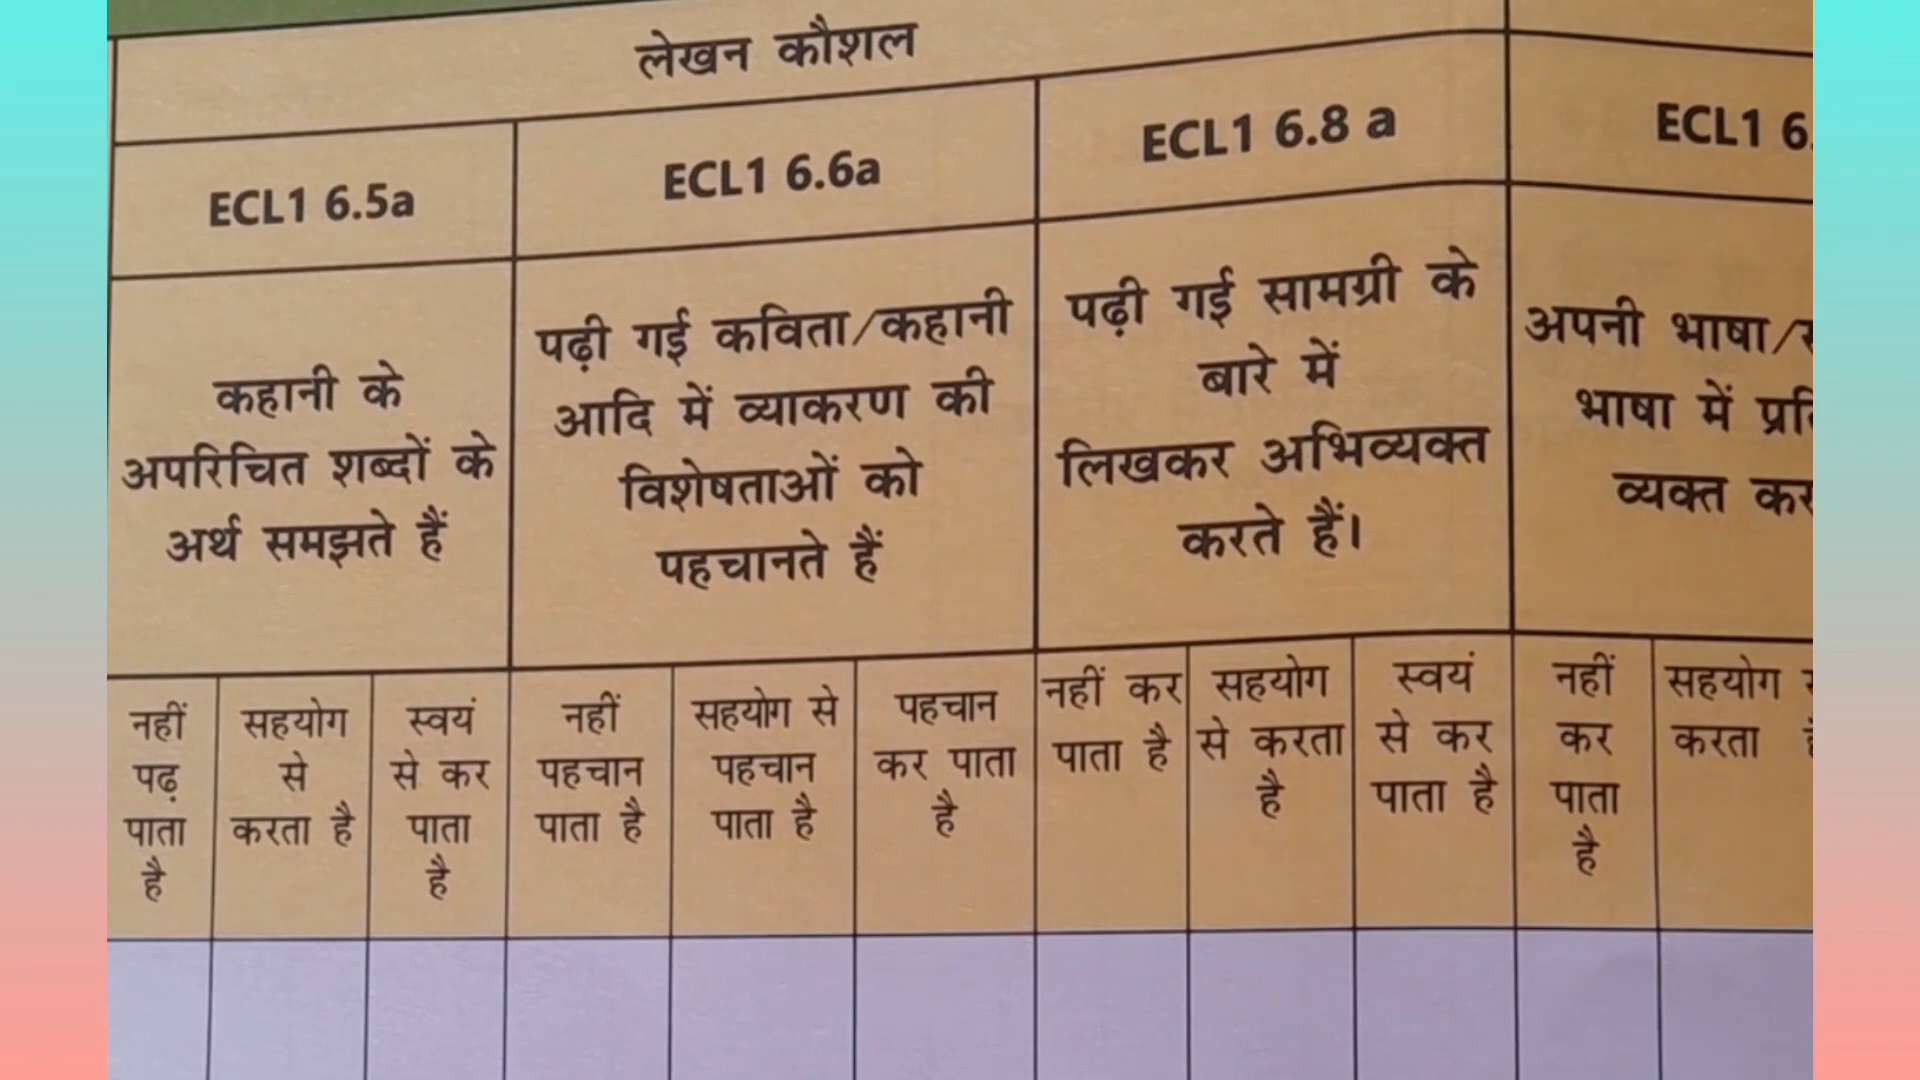 लेखन कौशल
ECL1 6.5a
ECL1 6.6a
ECL1 6.8 a
ECL1 6.
कहानी के
अपरिचित शब्दों के
अर्थ समझते हैं
पढ़ी गई कविता/कहानी
आदि में व्याकरण की
विशेषताओं को
पहचानते हैं
पढ़ी गई सामग्री के
बारे में
लिखकर अभिव्यक्त
करते हैं।
अपनी भाषा/
भाषा में
व्यक्त
नहीं
पढ़
पाता
है
सहयोग
से
करता है
स्वयं
से कर
पाता
है
नहीं
पहचान
पाता है
सहयोग से
पहचान
पाता है
पहचान
कर पाता
है
नहीं कर
पाता है
सहयोग
से करता
है
स्वयं
से कर
पाता है
नहीं
कर
पाता
है
सहयोग
करता